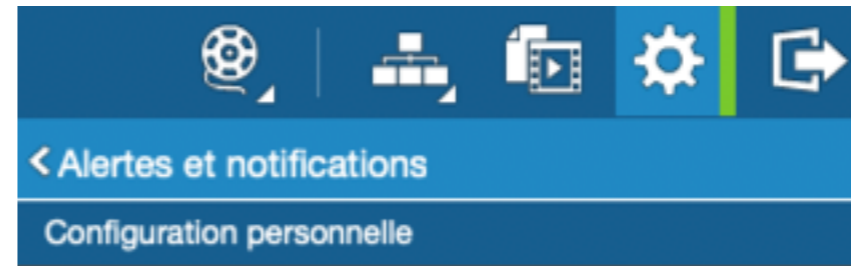 Alertes et notifications
Configuration personnelle